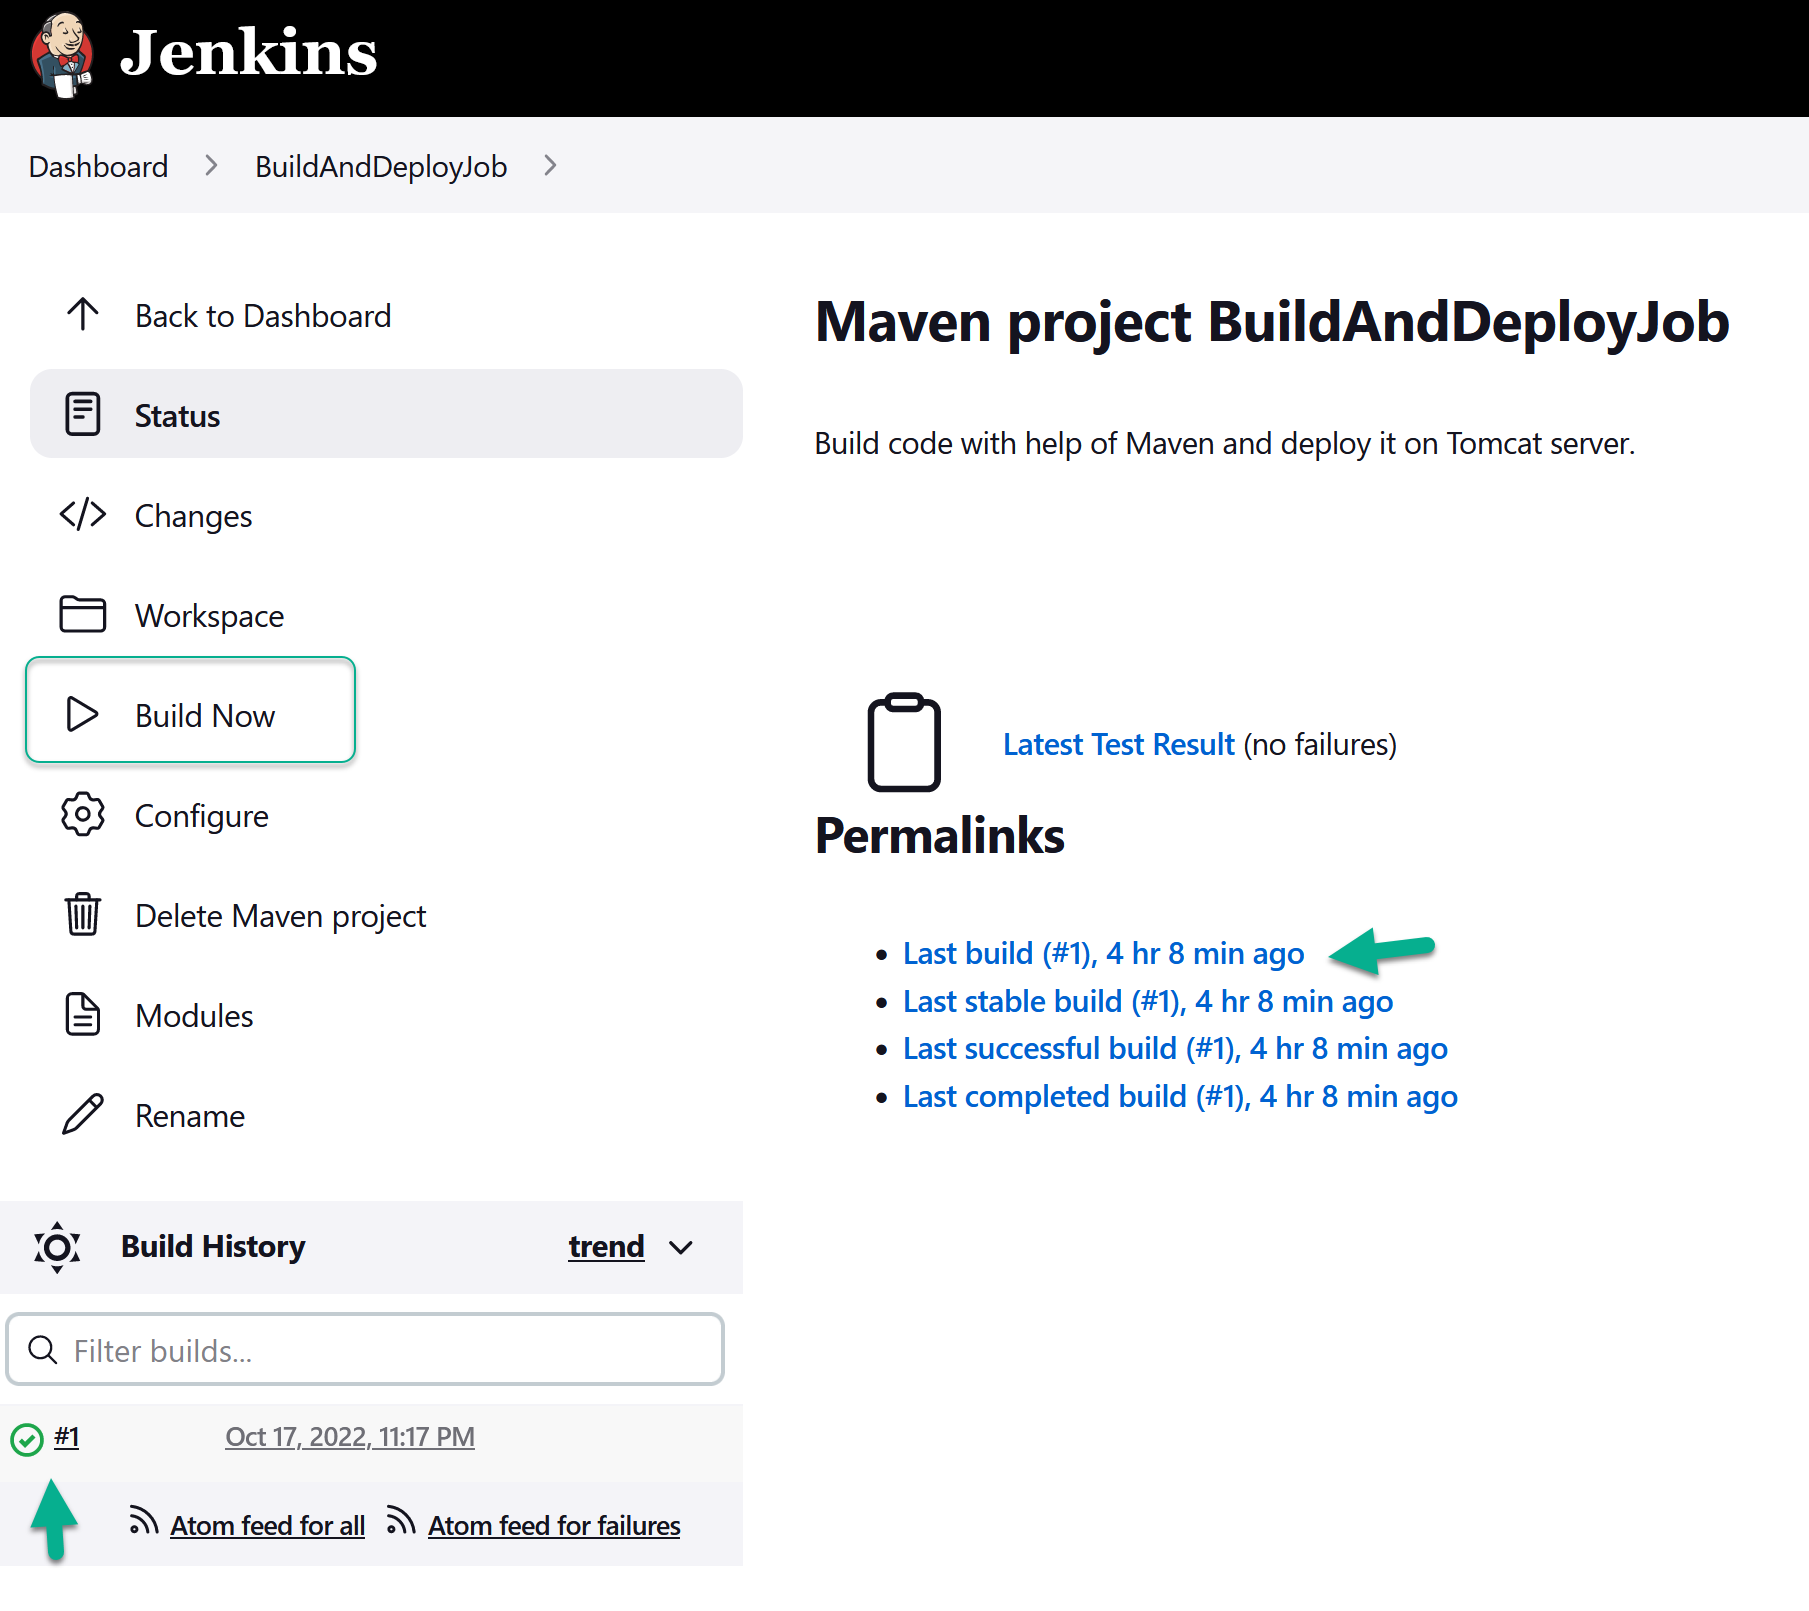 Jenkins
Dashboard > BuildAndDeployJob >
Back to Dashboard
Status
Changes
Workspace
Build Now
Configure
Delete Maven project
Modules
Rename
Build History trend
Filter builds...
#1 Oct 17, 2022, 11:17 PM
Atom feed for all Atom feed for failures
Maven project BuildAndDeployJob
Build code with help of Maven and deploy it on Tomcat server.
Latest Test Result (no failures)
Permalinks
• Last build (#1), 4 hr 8 min ago
• Last stable build (#1), 4 hr 8 min ago
• Last successful build (#1), 4 hr 8 min ago
• Last completed build (#1), 4 hr 8 min ago